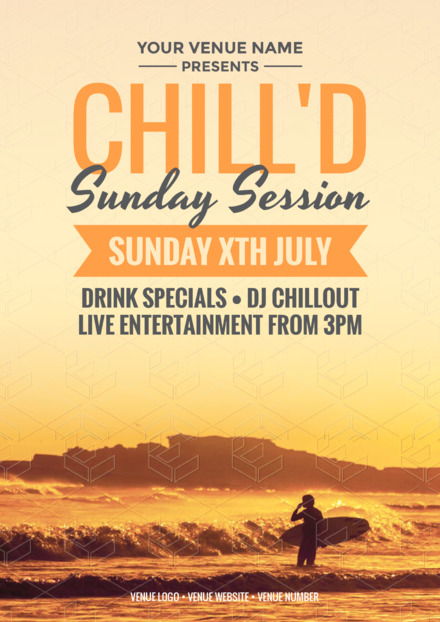 YOUR VENUE NAME
PRESENTS
CHILL'D
Sunday Session
SUNDAY XTH JULY
DRINK SPECIALS • DJ CHILLOUT
LIVE ENTERTAINMENT FROM 3PM
VENUE LOGO • VENUE WEBSITE • VENUE NUMBER